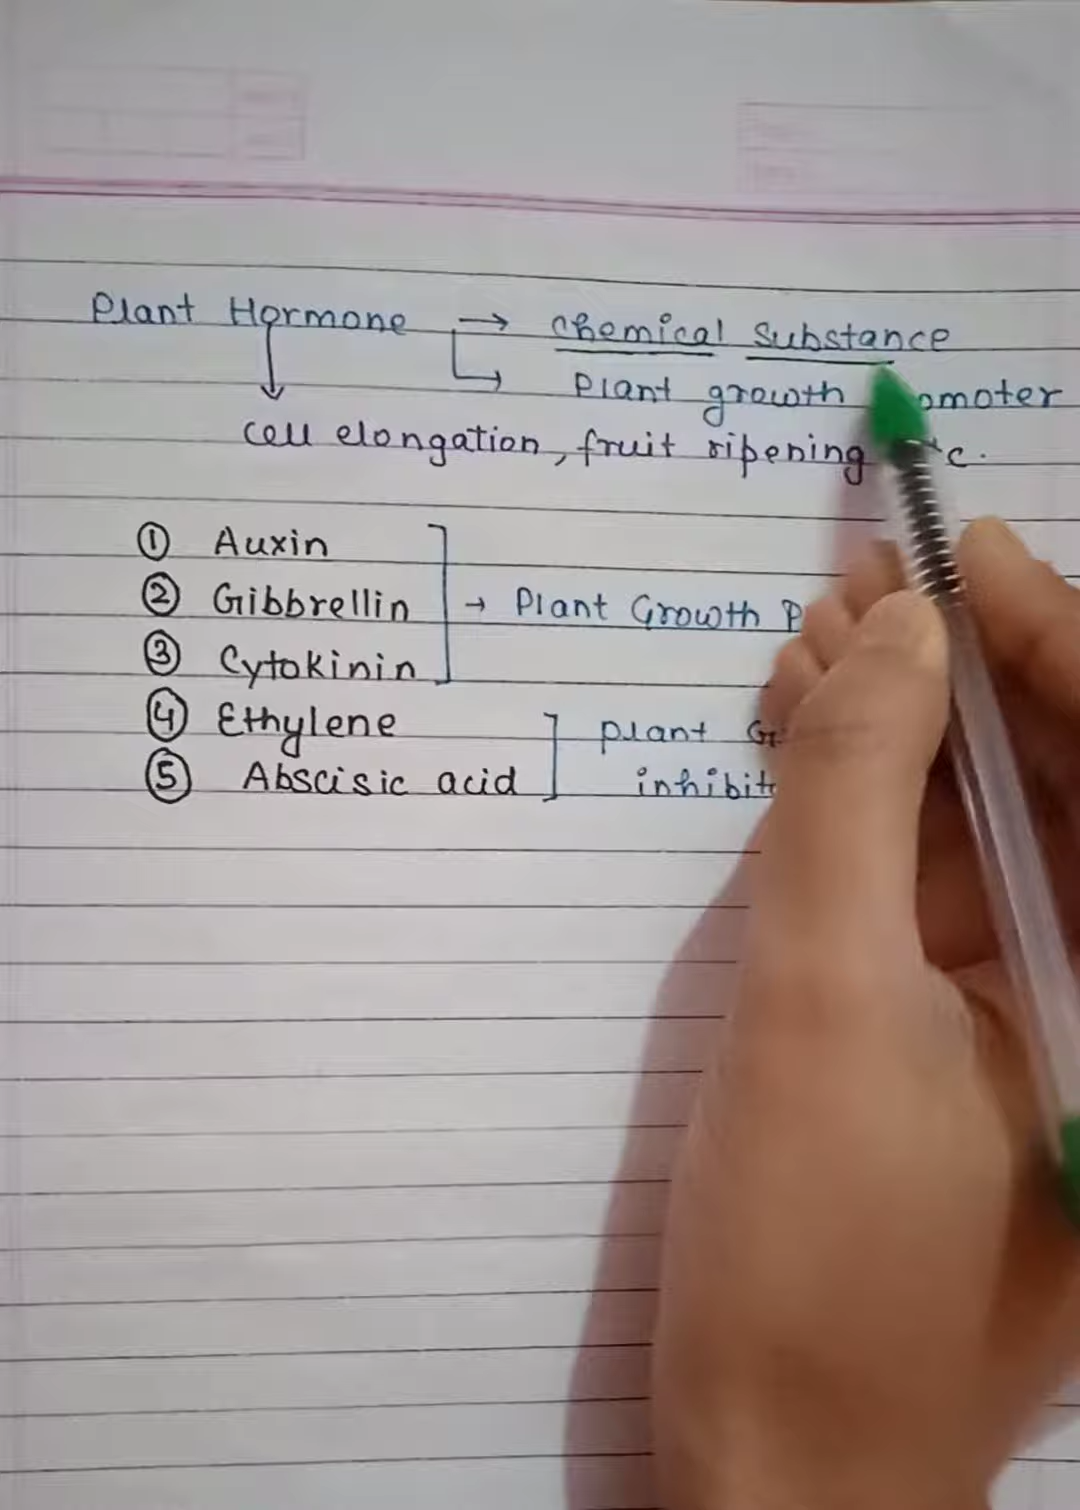 Plant Hormone → Chemical Substance
Plant growth
cell elongation, fruit ripening
① Auxin
② Gibbrellin → Plant Growth
③ Cytokinin
④ Ethylene plant
⑤ Abscisic acid